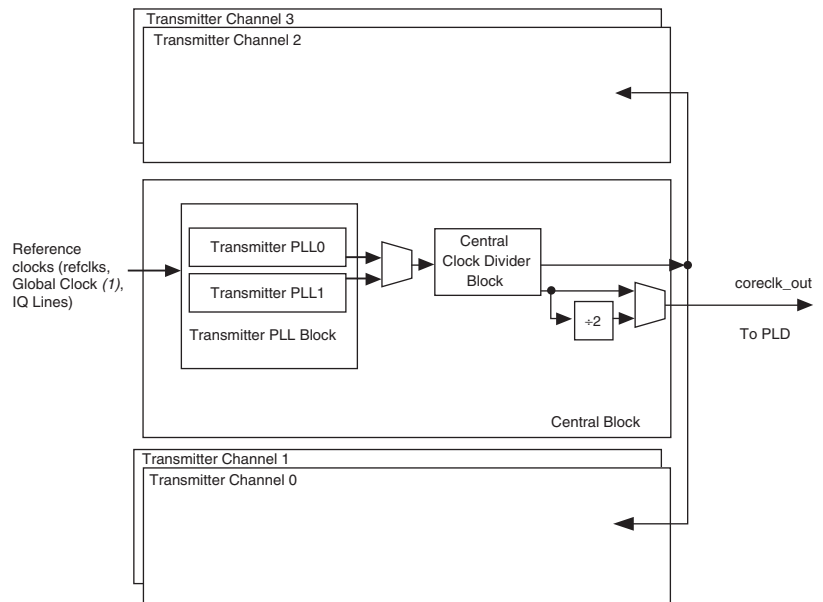 Transmitter Channel 3
Transmitter Channel 2
Reference
clocks (refclks,
Global Clock (1),
IQ Lines)
Transmitter PLL0
Transmitter PLL1
Transmitter PLL Block
Central
Clock Divider
Block
÷2
coreclk_out
To PLD
Central Block
Transmitter Channel 1
Transmitter Channel 0